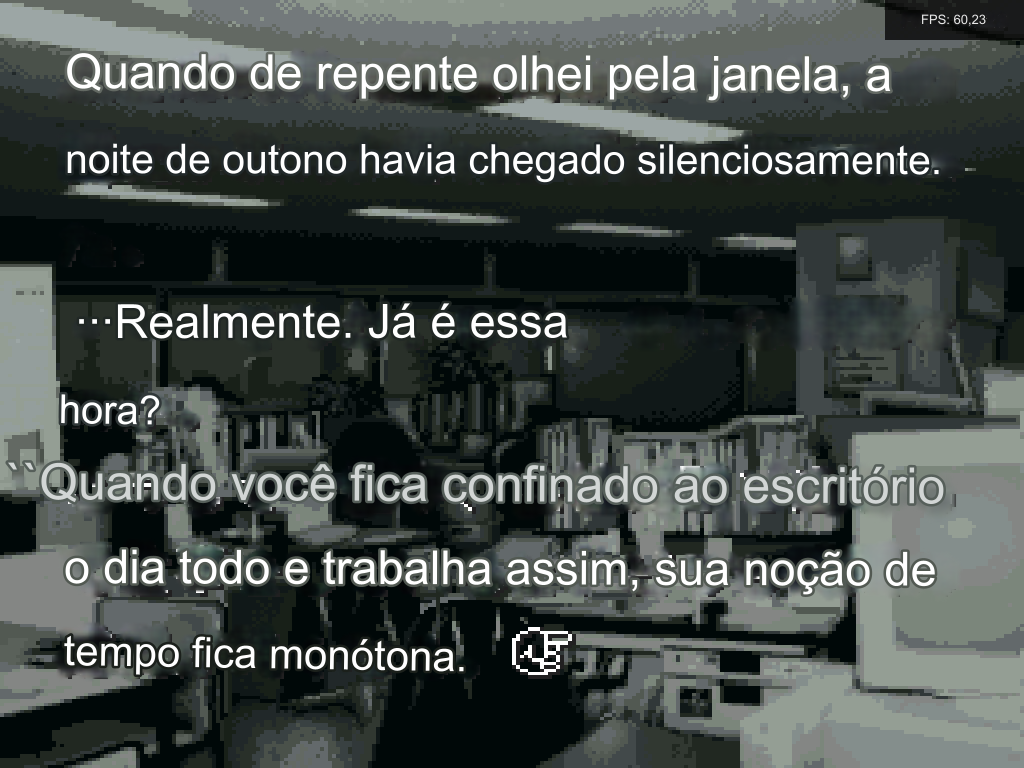 FPS: 60,23
Quando de repente olhei pela janela, a
noite de outono havia chegado silenciosamente.
···Realmente. Já é essa
hora?
``Quando você fica confinado ao escritório
o dia todo e trabalha assim, sua noção de
tempo fica monótona.